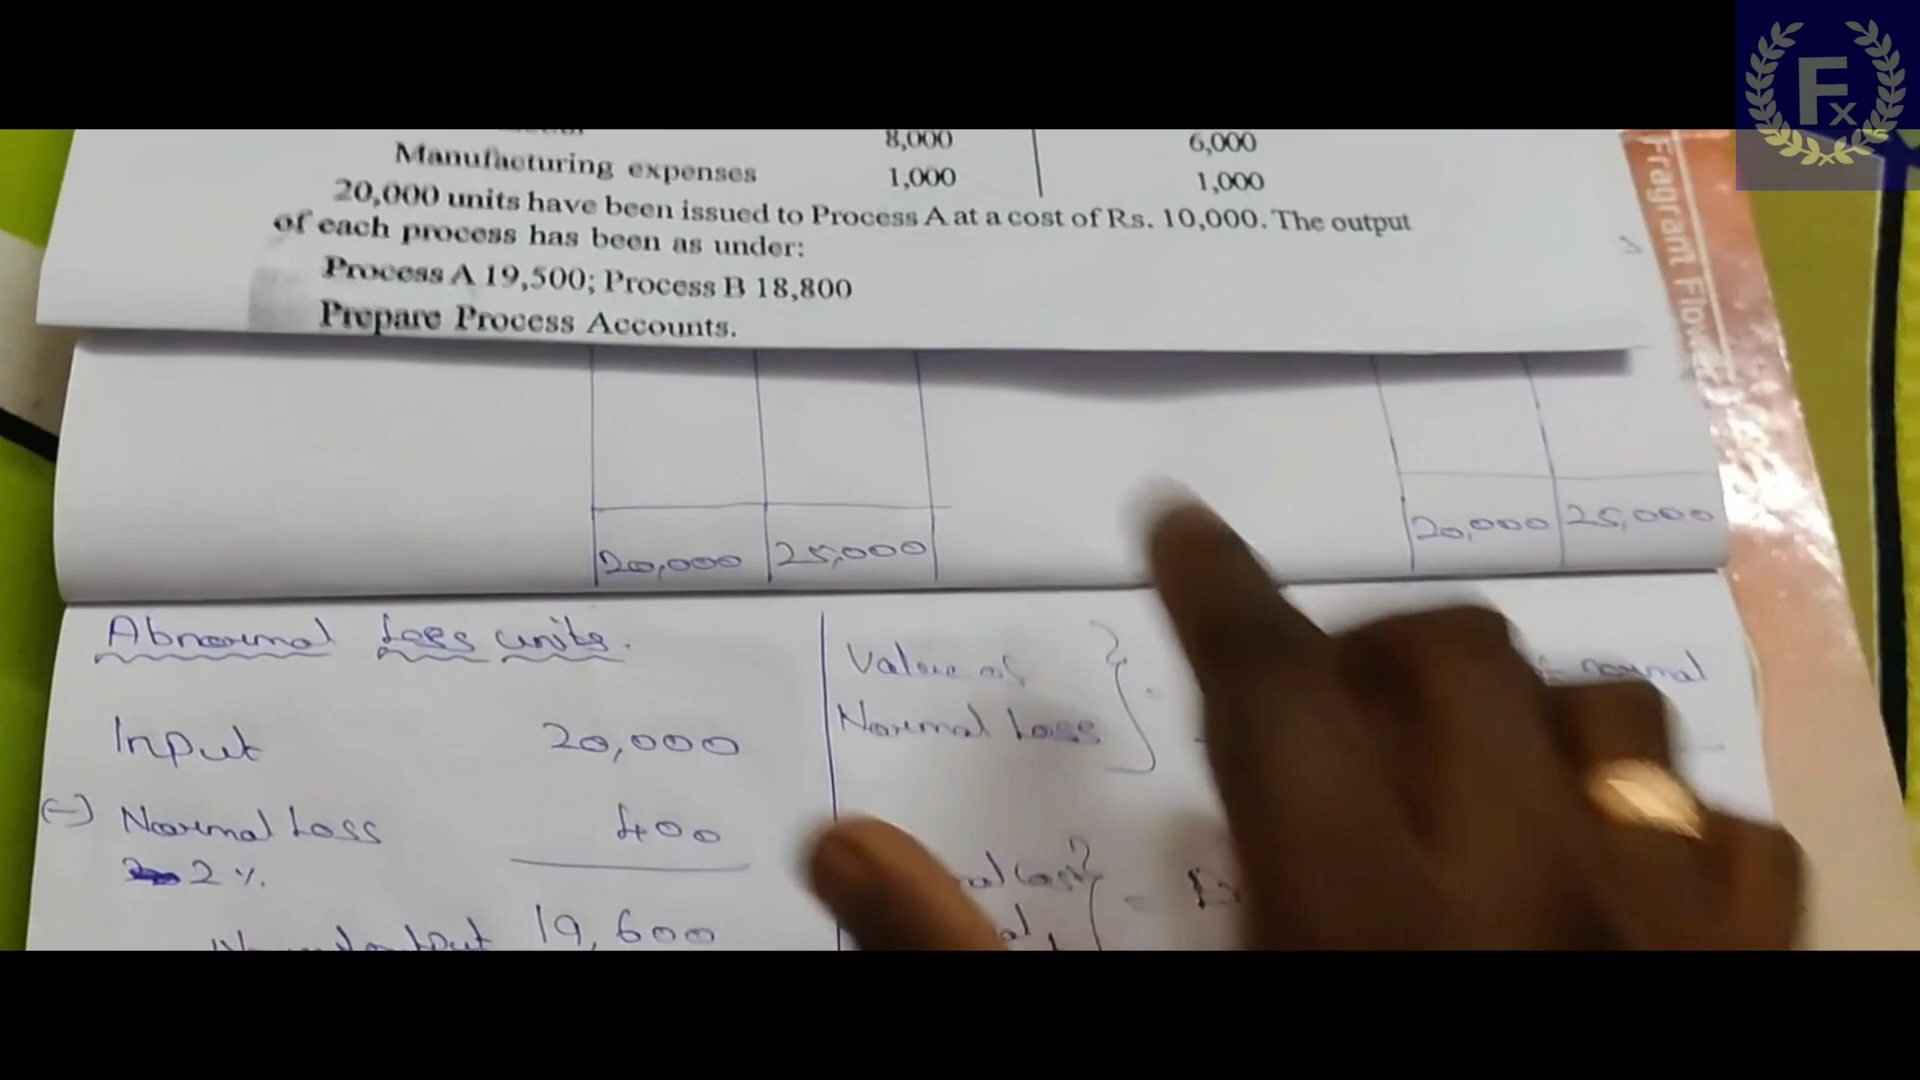 Fx
8,000 6,000
Manufacturing expenses 1,000 1,000
20,000 units have been issued to Process A at a cost of Rs. 10,000. The output
of each process has been as under:
Process A 19,500; Process B 18,800
Prepare Process Accounts.
Fragrant Flowe
20,000 25,000 20,000 25,000
Abnormal Loss units.
Input 20,000
(-) Normal Loss 400
2%.
19,600
Value of
Normal Loss } =
normal
=